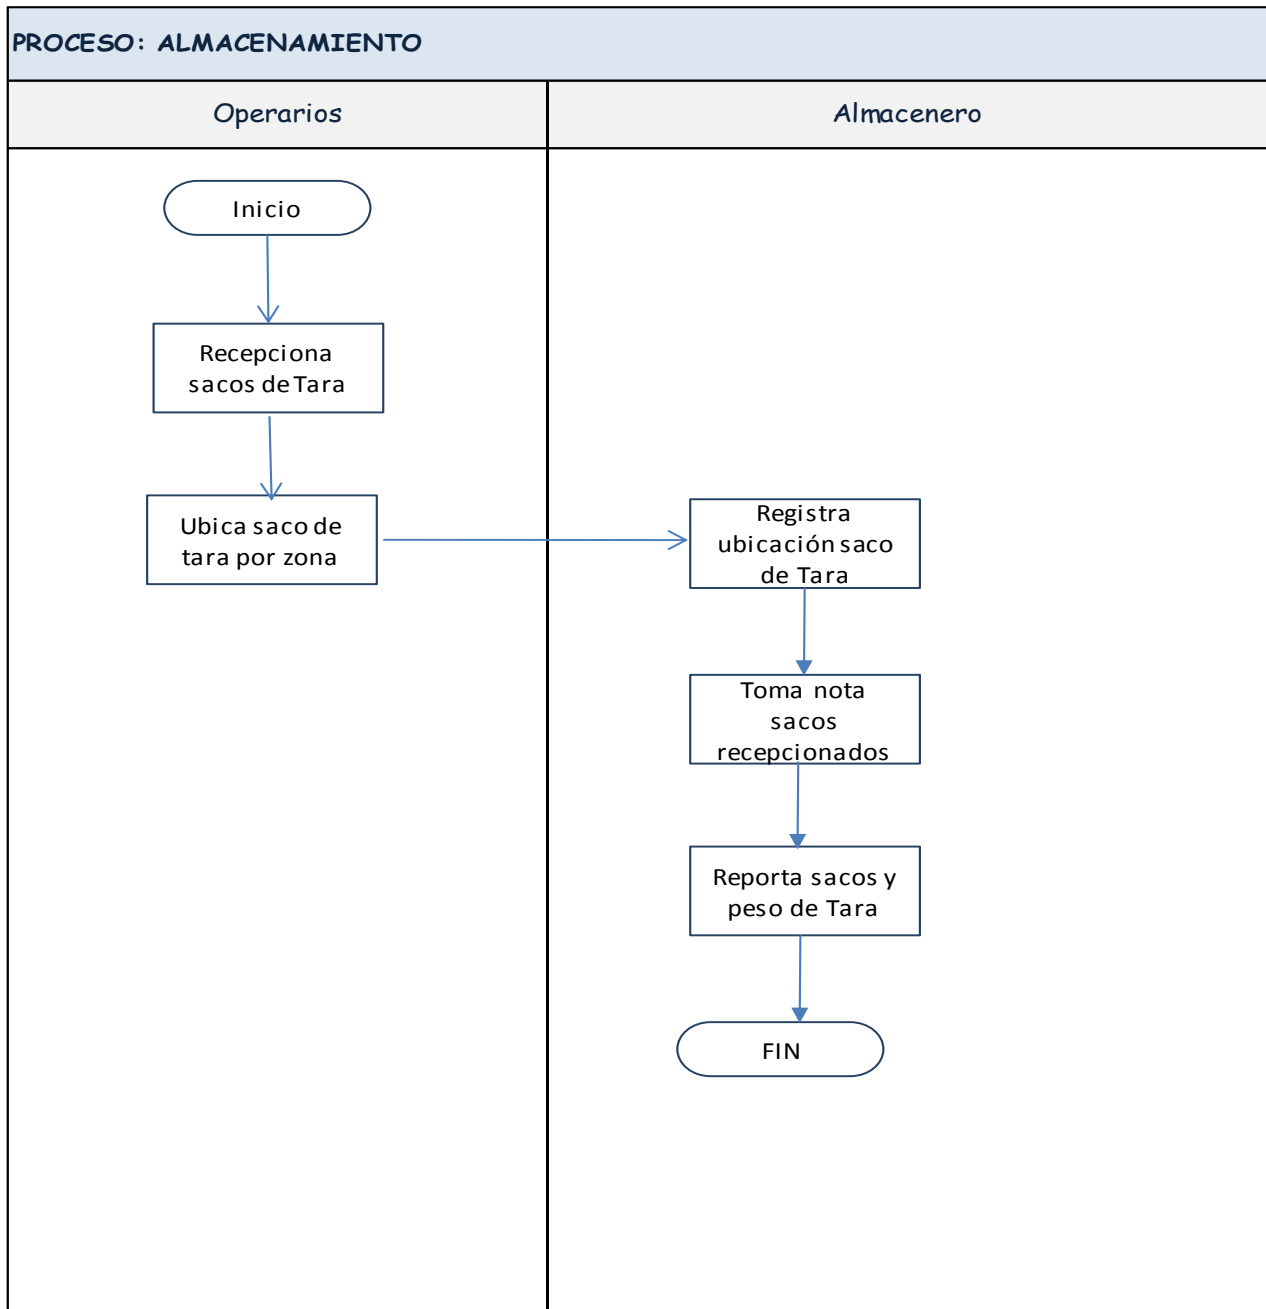 PROCESO: ALMACENAMIENTO
Operarios
Almacenero
Inicio
Recepciona
sacos de Tara
Ubica saco de
tara por zona
Registra
ubicación saco
de Tara
Toma nota
sacos
recepcionados
Reporta sacos y
peso de Tara
FIN